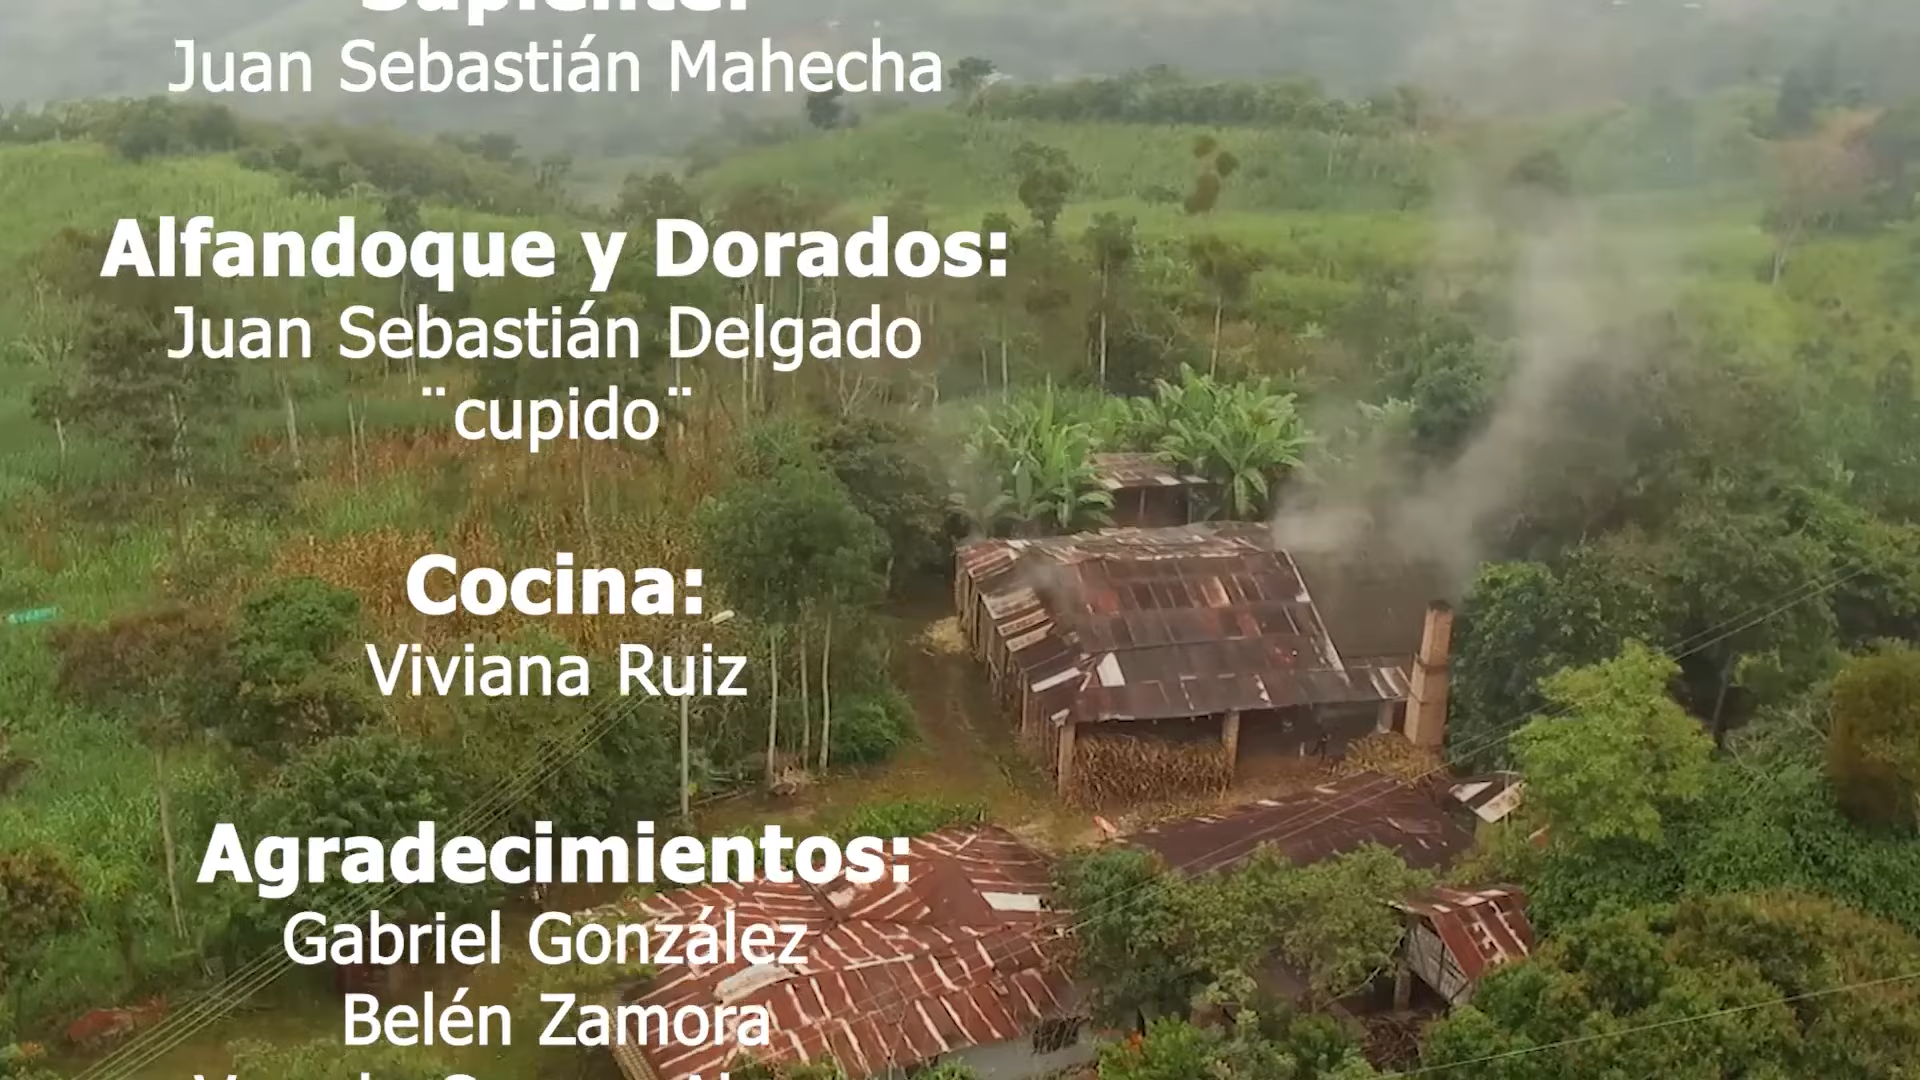 Juan Sebastián Mahecha
Alfandoque y Dorados:
Juan Sebastián Delgado
¨cupido¨
Cocina:
Viviana Ruiz
Agradecimientos:
Gabriel González
Belén Zamora